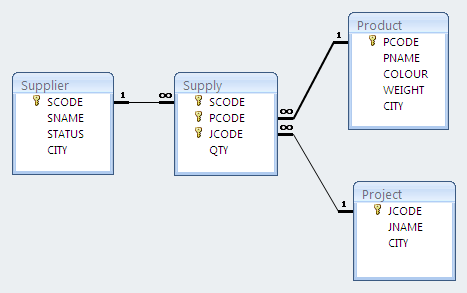 Supplier
SCODE
SNAME
STATUS
CITY
1
∞
Supply
SCODE
PCODE
JCODE
QTY
∞
∞
1
1
Product
PCODE
PNAME
COLOUR
WEIGHT
CITY
Project
JCODE
JNAME
CITY